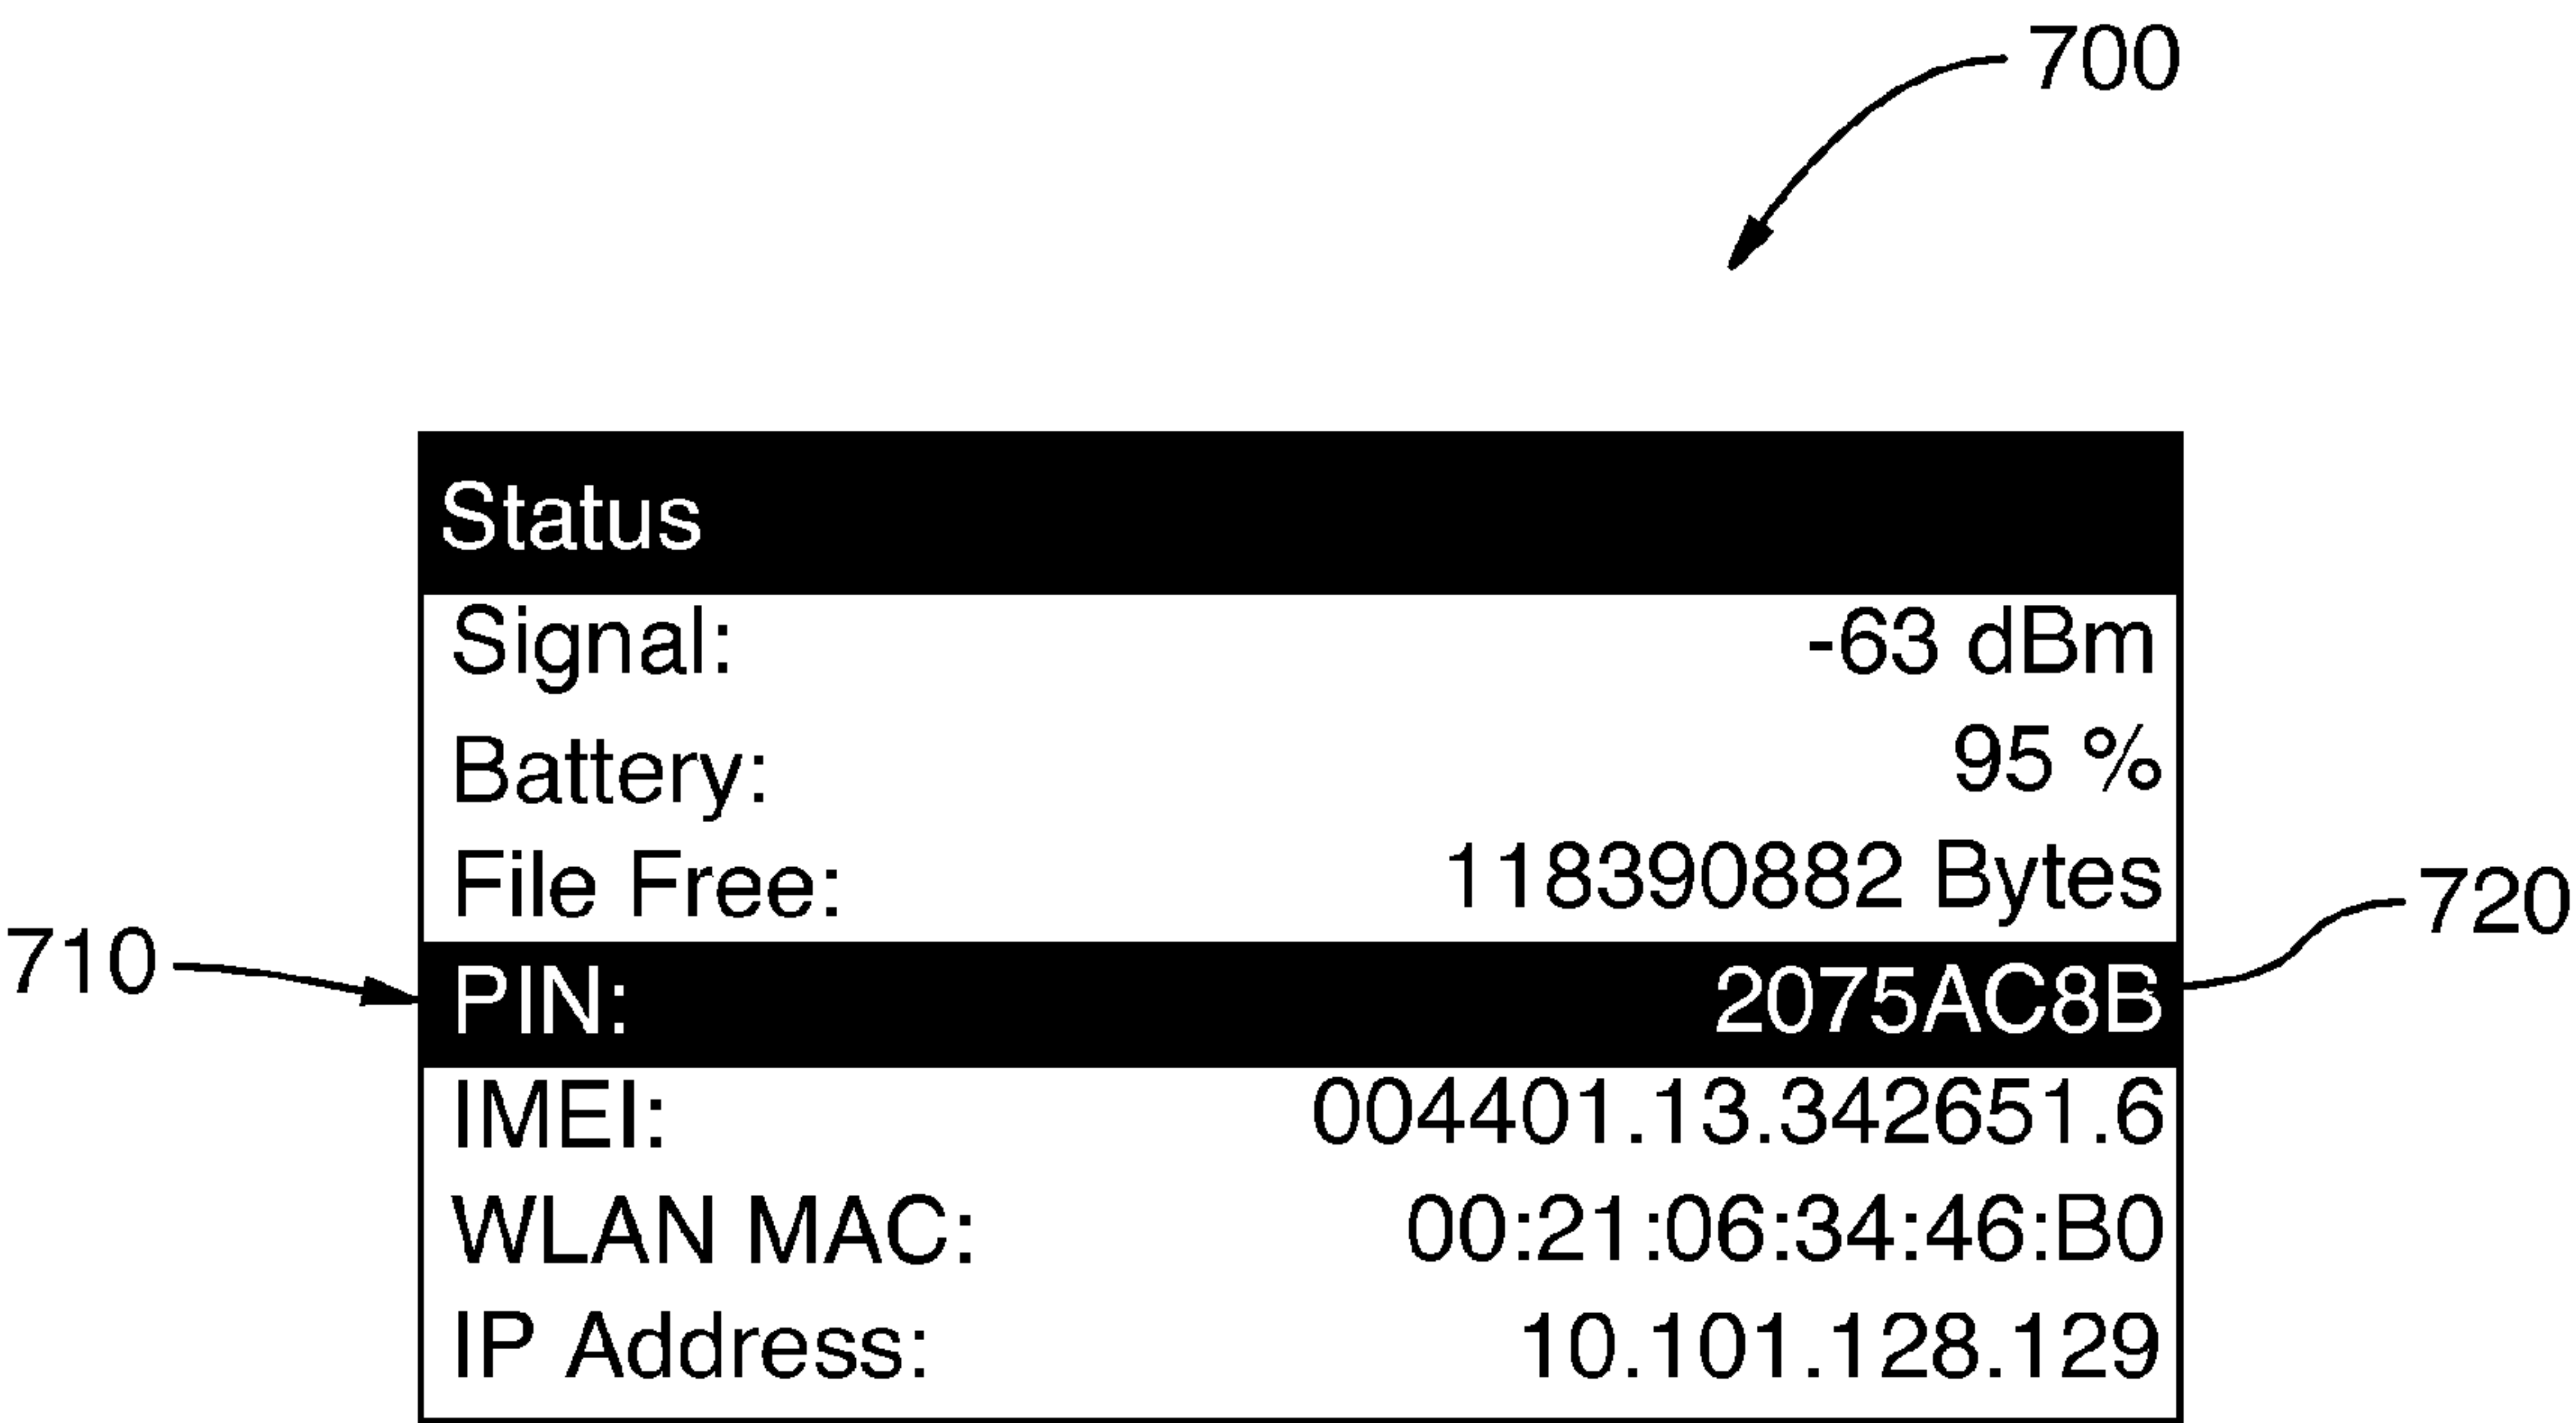 700
Status
Signal: -63 dBm
Battery: 95 %
File Free: 118390882 Bytes
720
710
PIN: 2075AC8B
IMEI: 004401.13.342651.6
WLAN MAC: 00:21:06:34:46:B0
IP Address: 10.101.128.129